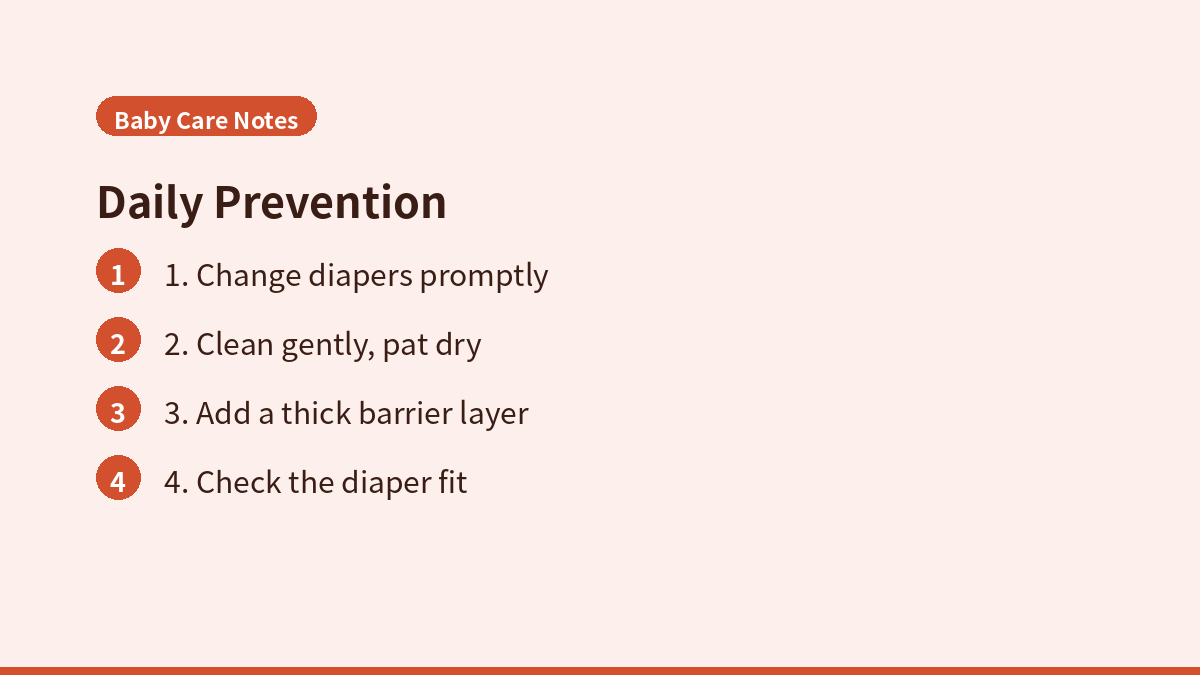 Baby Care Notes
Daily Prevention
1 1. Change diapers promptly
2 2. Clean gently, pat dry
3 3. Add a thick barrier layer
4 4. Check the diaper fit